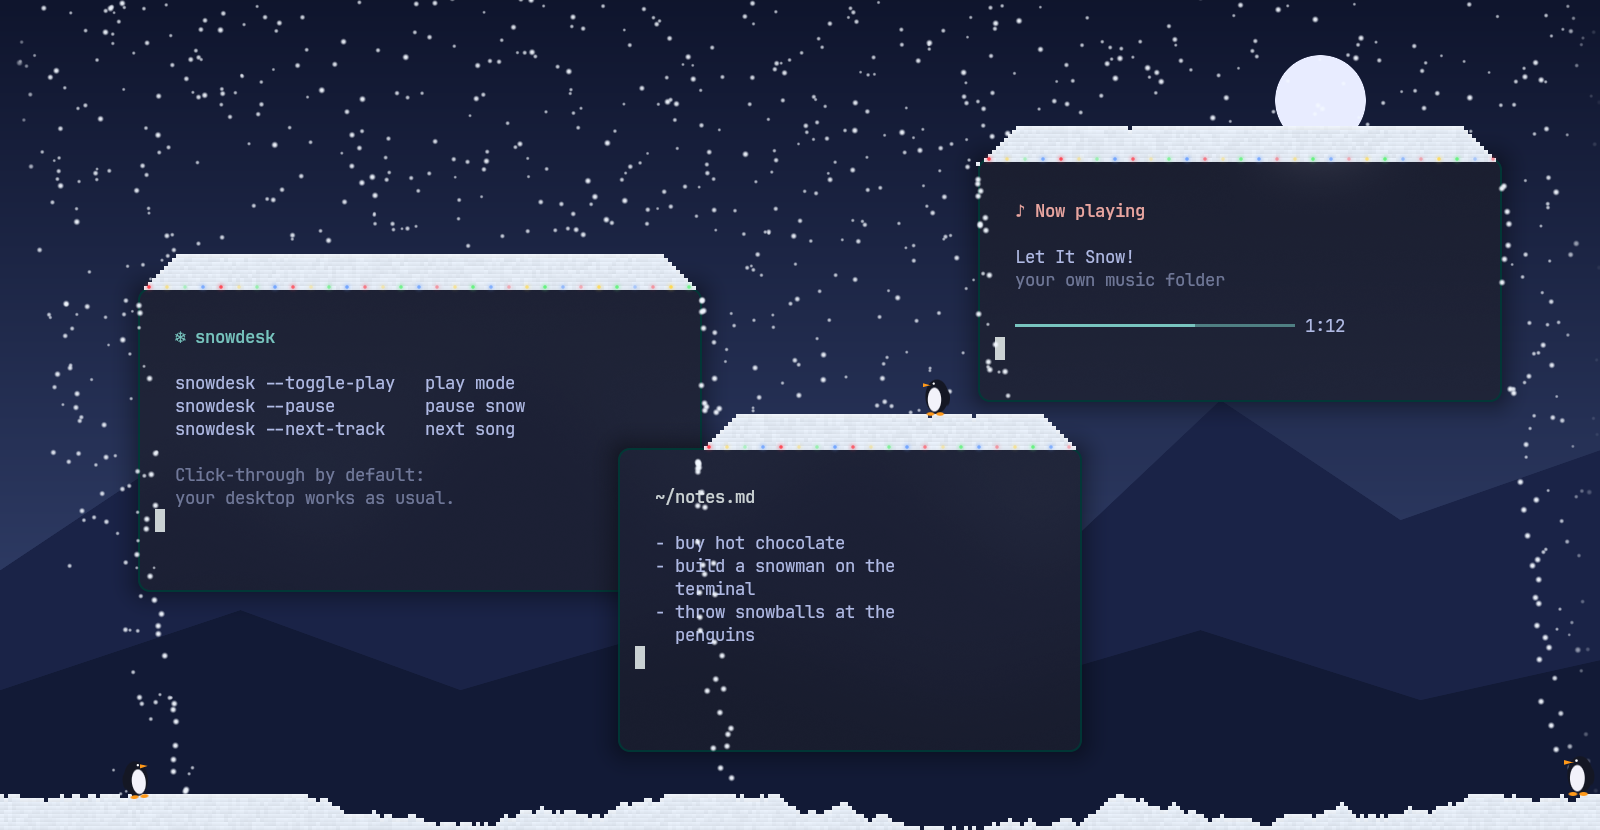 ♪ Now playing
Let It Snow!
your own music folder
1:12
❄ snowdesk
snowdesk --toggle-play play mode
snowdesk --pause pause snow
snowdesk --next-track next song
Click-through by default:
your desktop works as usual.
~/notes.md
- buy hot chocolate
- build a snowman on the
terminal
- throw snowballs at the
penguins